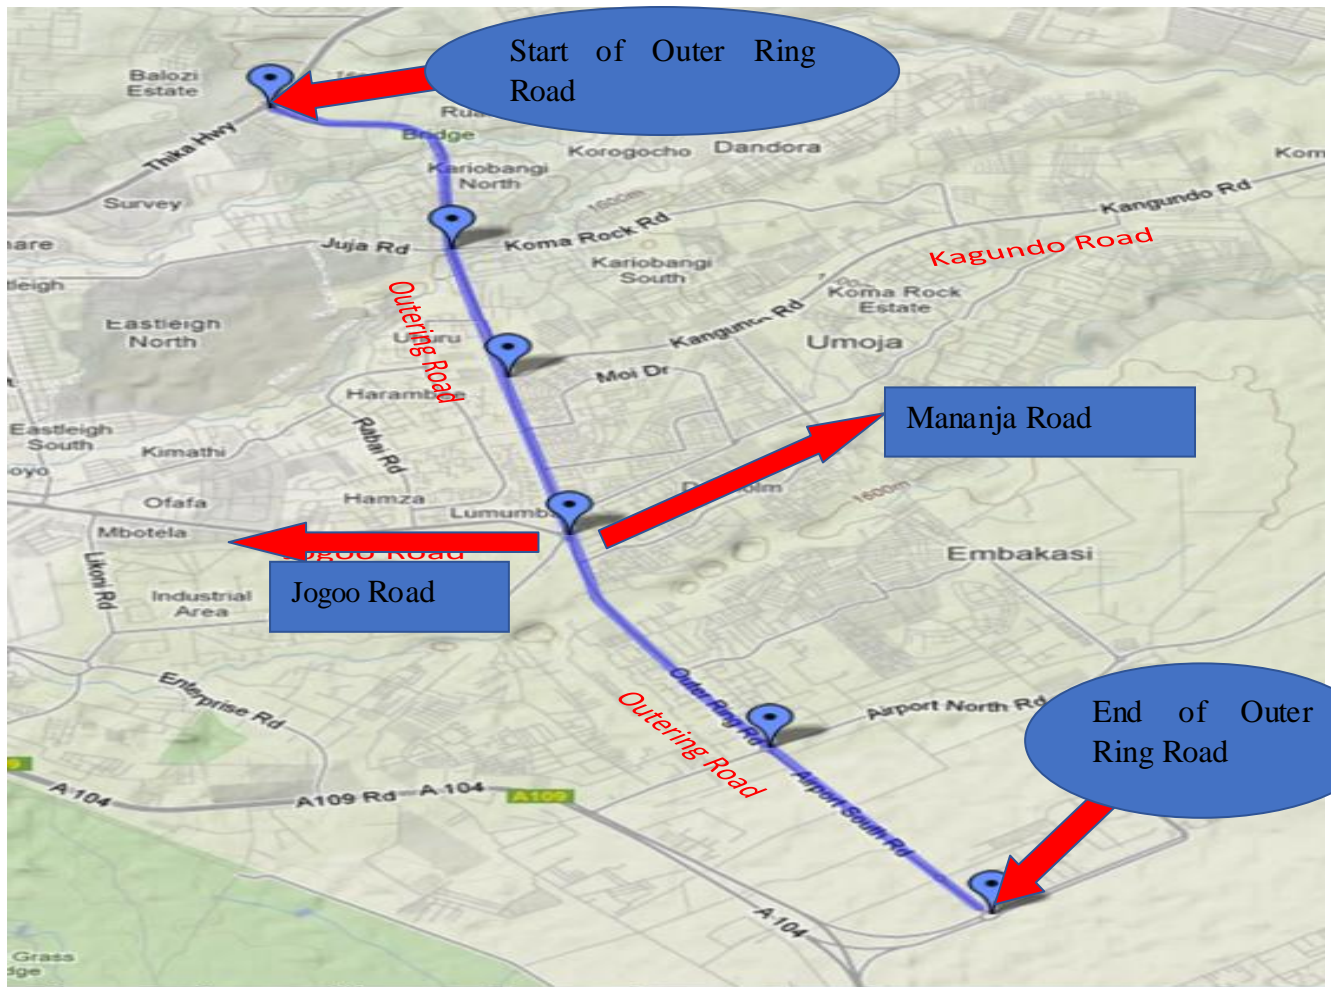 Start of Outer Ring
Road
Balozi
Estate
Thika Hwy
Bridge
Korogocho
Dandora
Kariobangi
North
Survey
Juja Rd
Koma Rock Rd
1600m
Kangundo Rd
Kagundo Road
Kariobangi
South
Koma Rock
Estate
Umoja
Outering Road
Eastleigh
North
Moi Dr
Rabai Rd
Eastleigh
South
Kimathi
Mananja Road
Ofafa
Hamza
1600m
Mbotela
Jogoo Road
Jogoo Road
Likoni Rd
Industrial
Area
Embakasi
Enterprise Rd
Outer Ring Rd
Outering Road
Airport North Rd
End of Outer
Ring Road
Airport South Rd
A 104
A109 Rd
A 104
A109
A 104
Grass